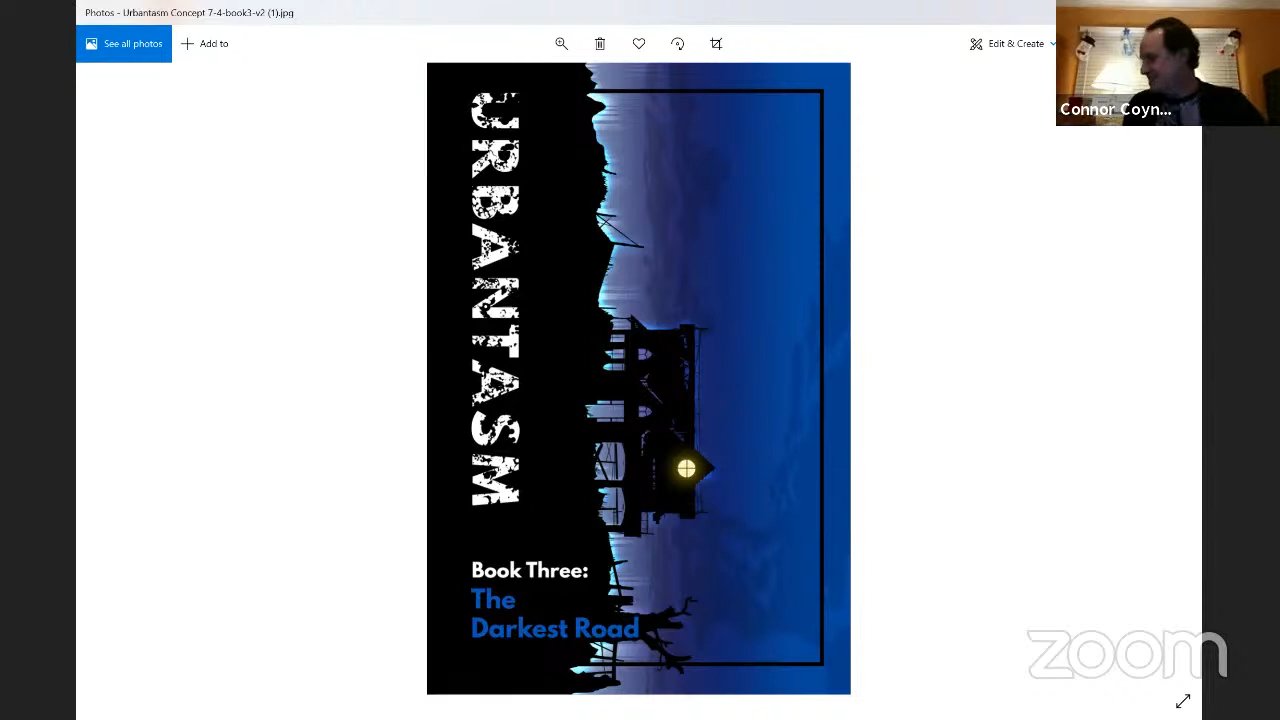 Photos - Urbantasm Concept 7-4-book3-v2 (1).jpg
See all photos
Add to
Edit & Create
Connor Coyn...
URBANTASM
Book Three:
The
Darkest Road
zoom